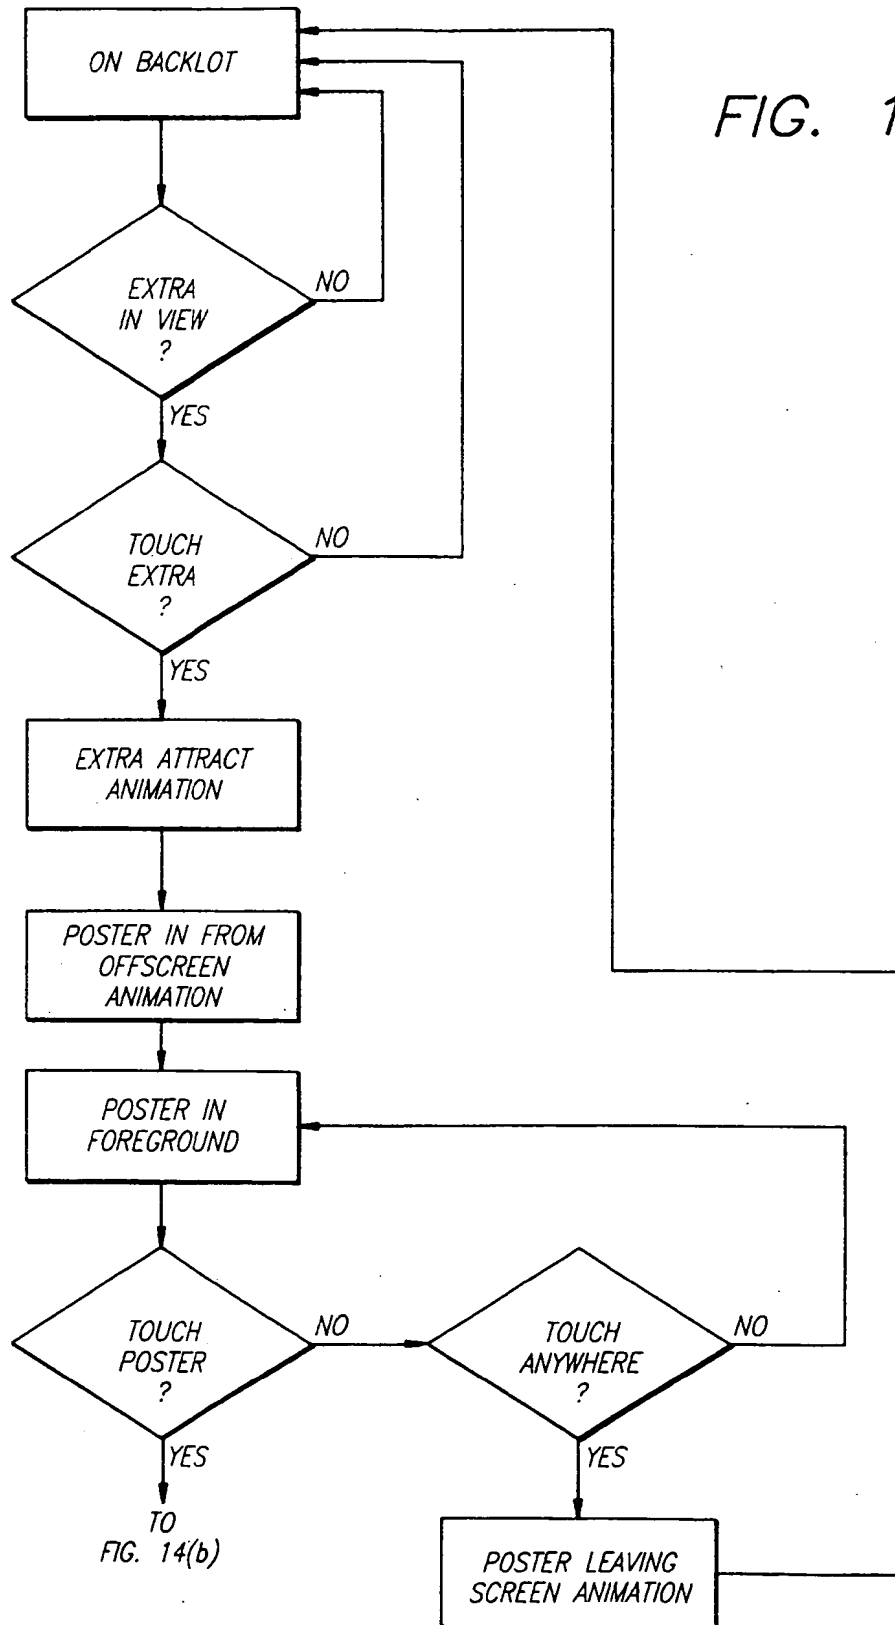 ON BACKLOT
FIG. 1
EXTRA
IN VIEW
?
NO
YES
TOUCH
EXTRA
?
NO
YES
EXTRA ATTRACT
ANIMATION
POSTER IN FROM
OFFSCREEN
ANIMATION
POSTER IN
FOREGROUND
TOUCH
POSTER
?
NO
TOUCH
ANYWHERE
?
NO
YES
YES
TO
FIG. 14(b)
POSTER LEAVING
SCREEN ANIMATION